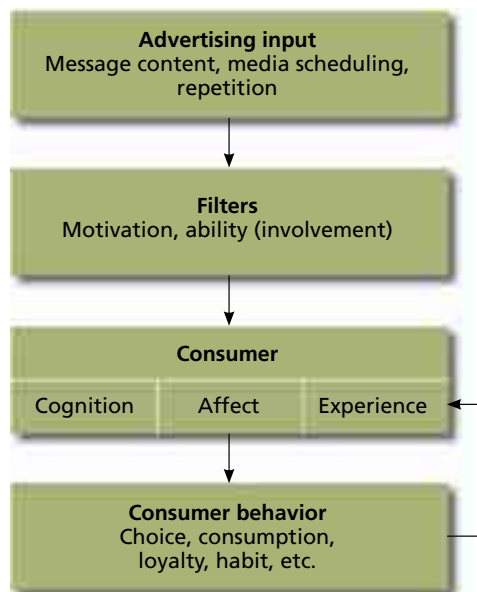 Advertising input
Message content, media scheduling,
repetition
Filters
Motivation, ability (involvement)
Consumer
Cognition
Affect
Experience
Consumer behavior
Choice, consumption,
loyalty, habit, etc.